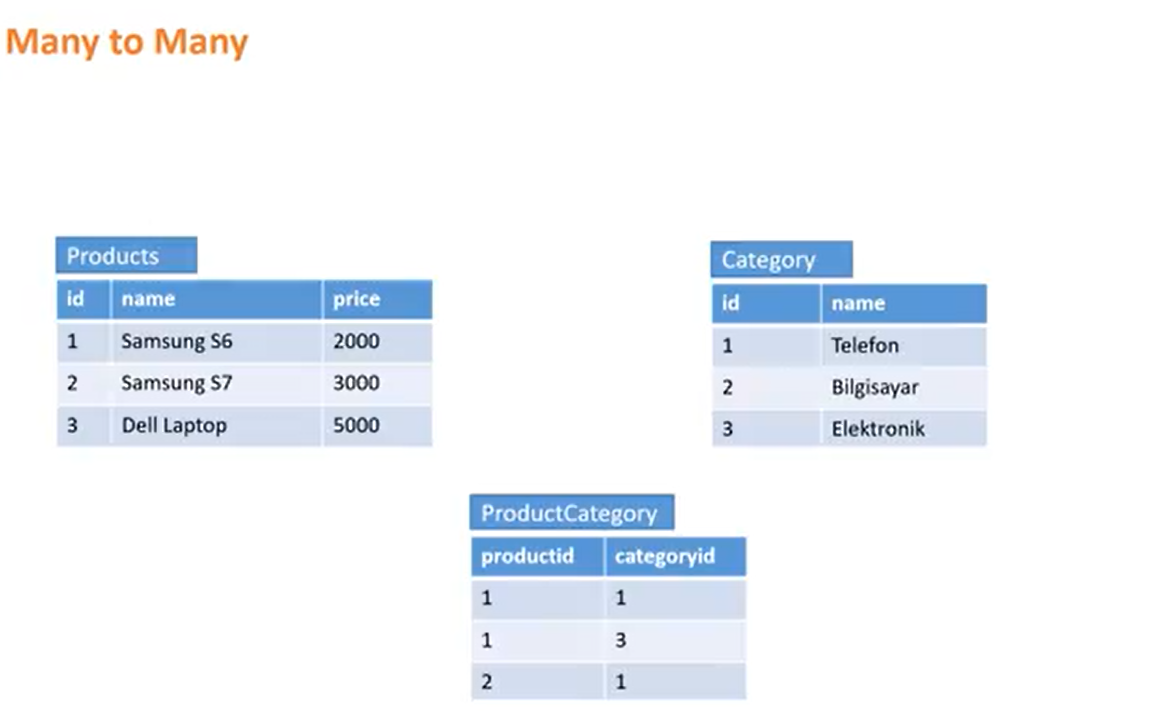 Many to Many
Products
id name price
1 Samsung S6 2000
2 Samsung S7 3000
3 Dell Laptop 5000
Category
id name
1 Telefon
2 Bilgisayar
3 Elektronik
ProductCategory
productid categoryid
1 1
1 3
2 1